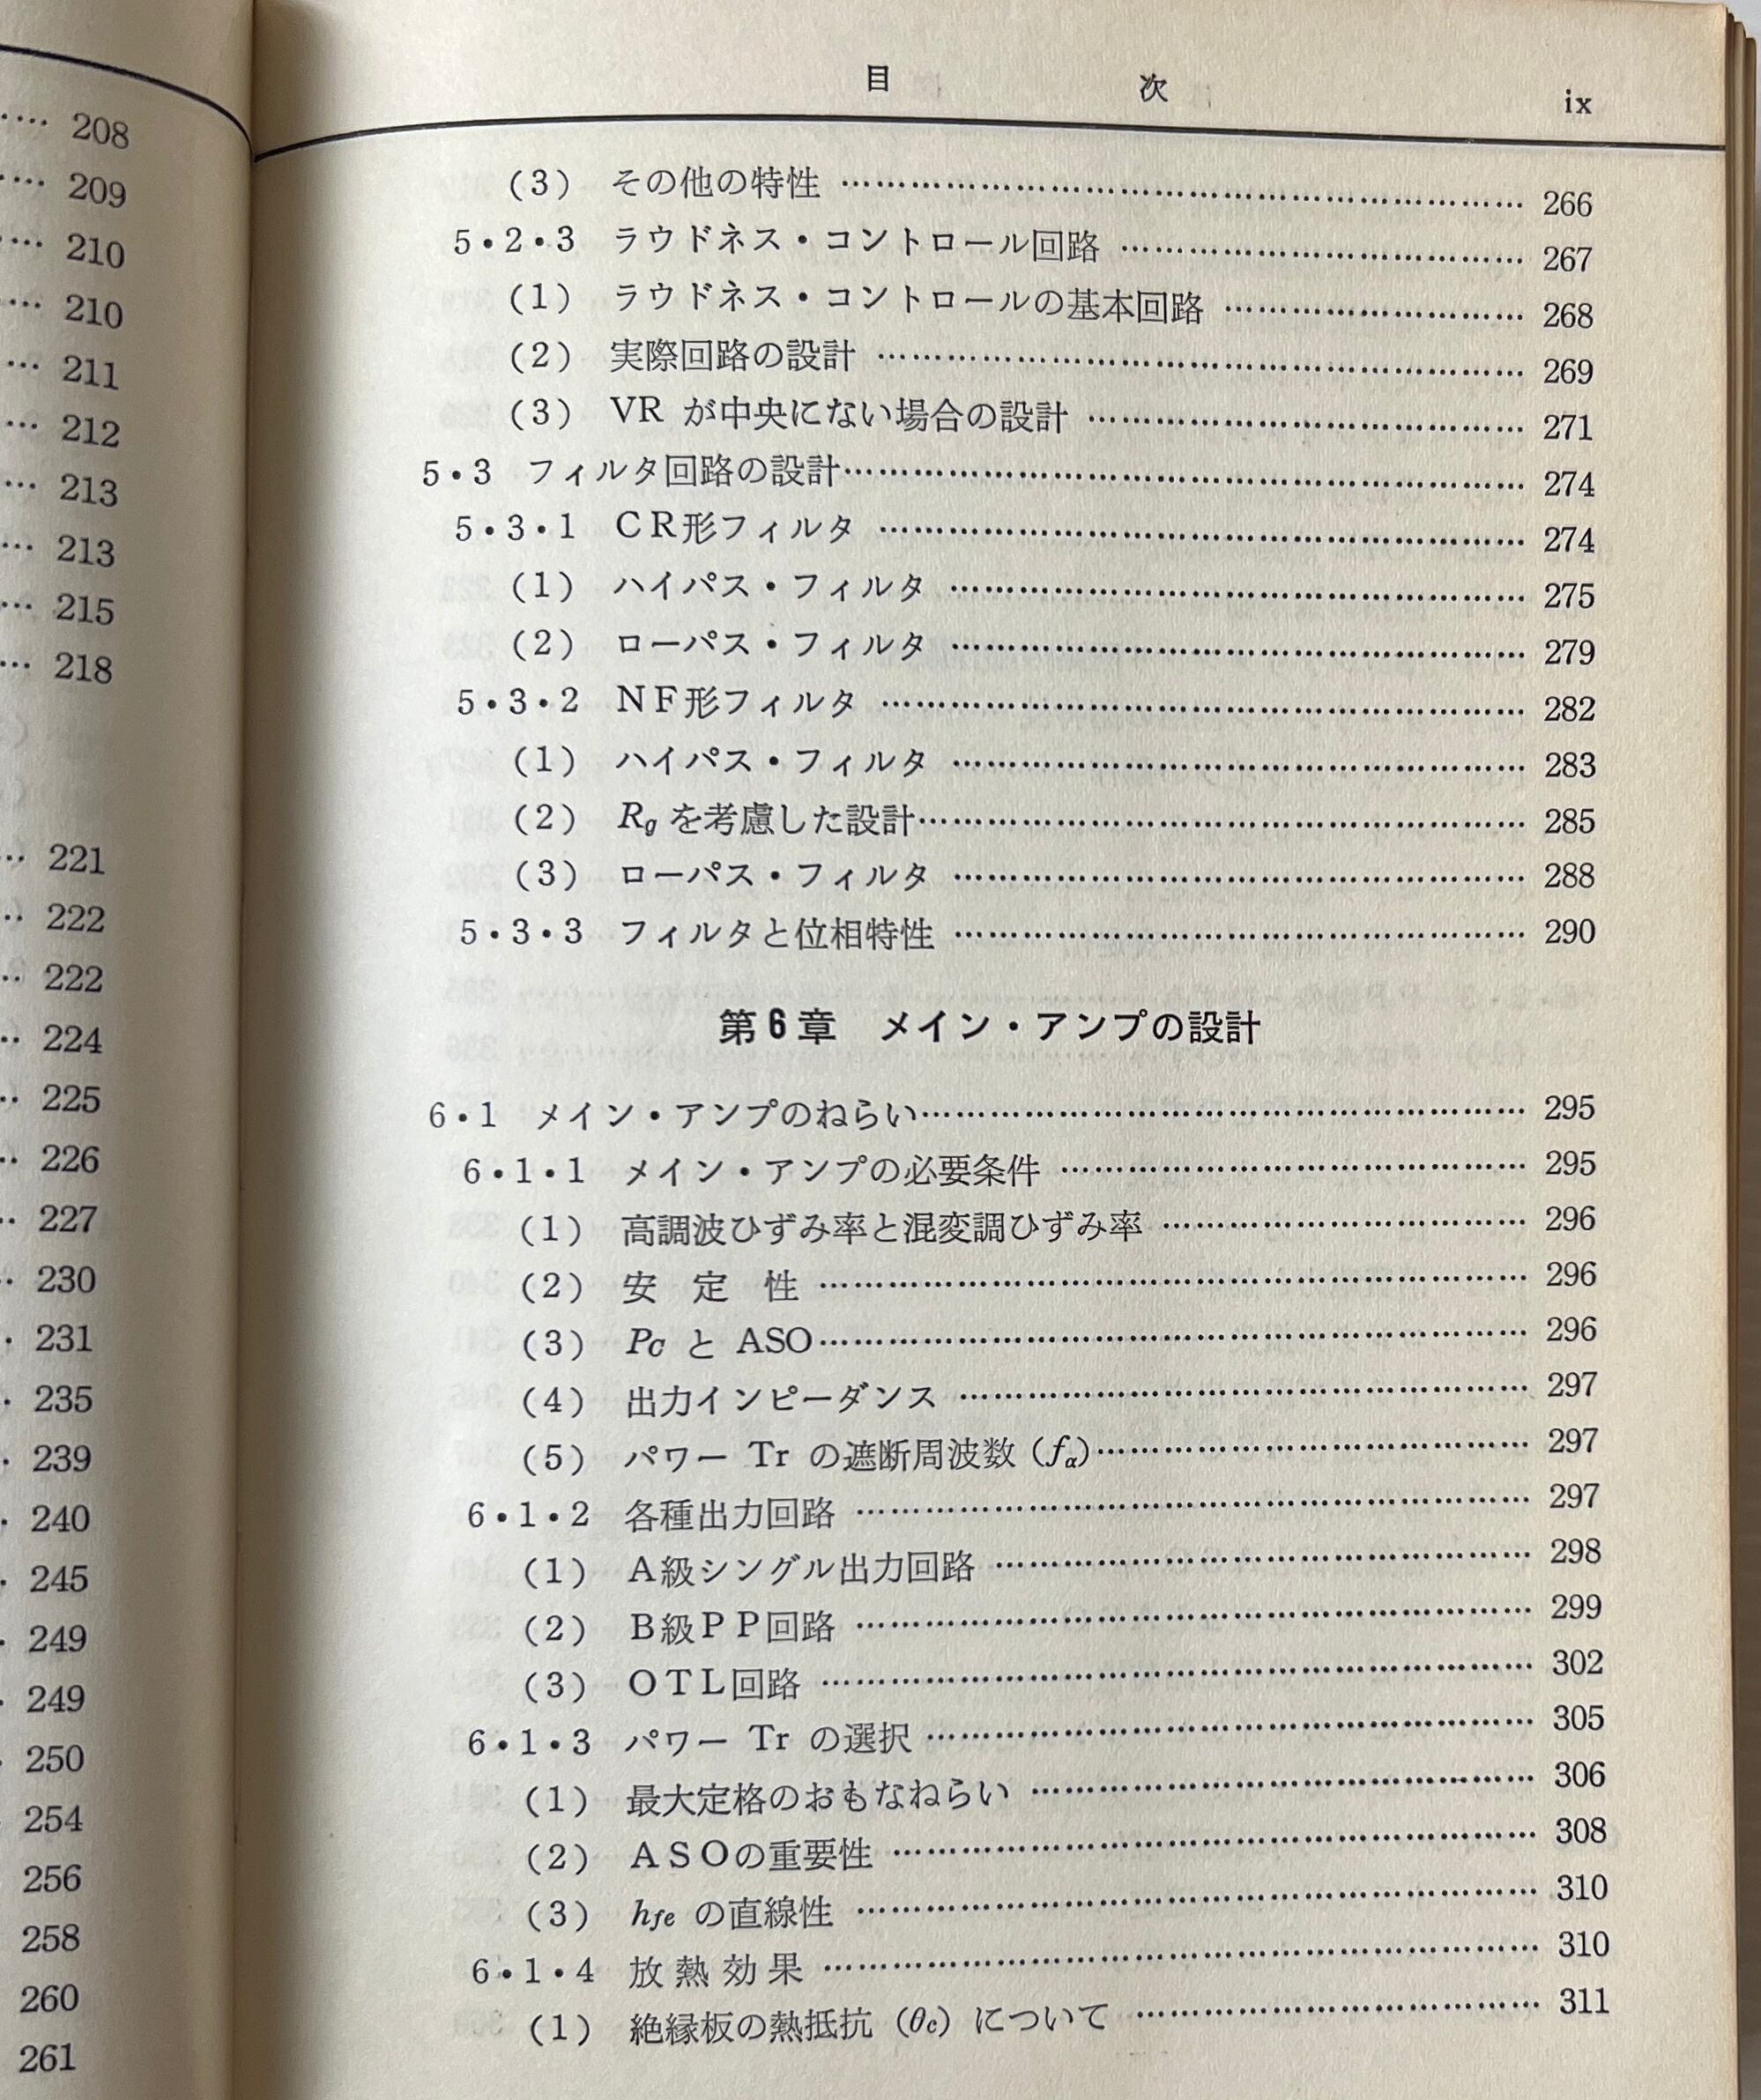 208
209
210
210
211
212
213
213
215
218
221
222
222
224
225
226
227
230
231
235
239
240
245
249
249
250
254
256
258
260
261
目 次 ix
(3) その他の特性 …… 266
5・2・3 ラウドネス・コントロール回路 …… 267
(1) ラウドネス・コントロールの基本回路 …… 268
(2) 実際回路の設計 …… 269
(3) VR が中央にない場合の設計 …… 271
5・3 フィルタ回路の設計 …… 274
5・3・1 CR形フィルタ …… 274
(1) ハイパス・フィルタ …… 275
(2) ローパス・フィルタ …… 279
5・3・2 NF形フィルタ …… 282
(1) ハイパス・フィルタ …… 283
(2) Rg を考慮した設計 …… 285
(3) ローパス・フィルタ …… 288
5・3・3 フィルタと位相特性 …… 290
第6章 メイン・アンプの設計
6・1 メイン・アンプのねらい …… 295
6・1・1 メイン・アンプの必要条件 …… 295
(1) 高調波ひずみ率と混変調ひずみ率 …… 296
(2) 安定性 …… 296
(3) Pc と ASO …… 296
(4) 出力インピーダンス …… 297
(5) パワー Tr の遮断周波数 (fα) …… 297
6・1・2 各種出力回路 …… 297
(1) A級シングル出力回路 …… 298
(2) B級PP回路 …… 299
(3) OTL回路 …… 302
6・1・3 パワー Tr の選択 …… 305
(1) 最大定格のおもなねらい …… 306
(2) ASOの重要性 …… 308
(3) hfe の直線性 …… 310
6・1・4 放熱効果 …… 310
(1) 絶縁板の熱抵抗 (θc) について …… 311